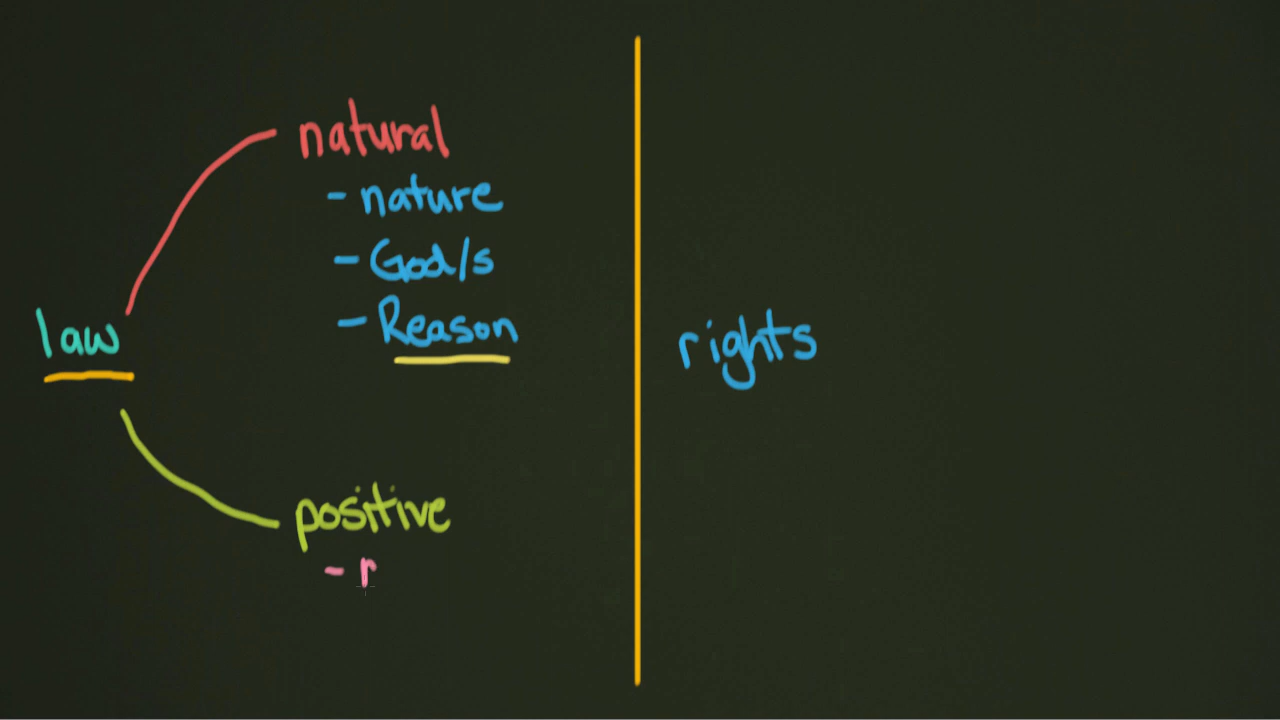 natural
- nature
- God/s
- Reason
law
rights
positive
- r